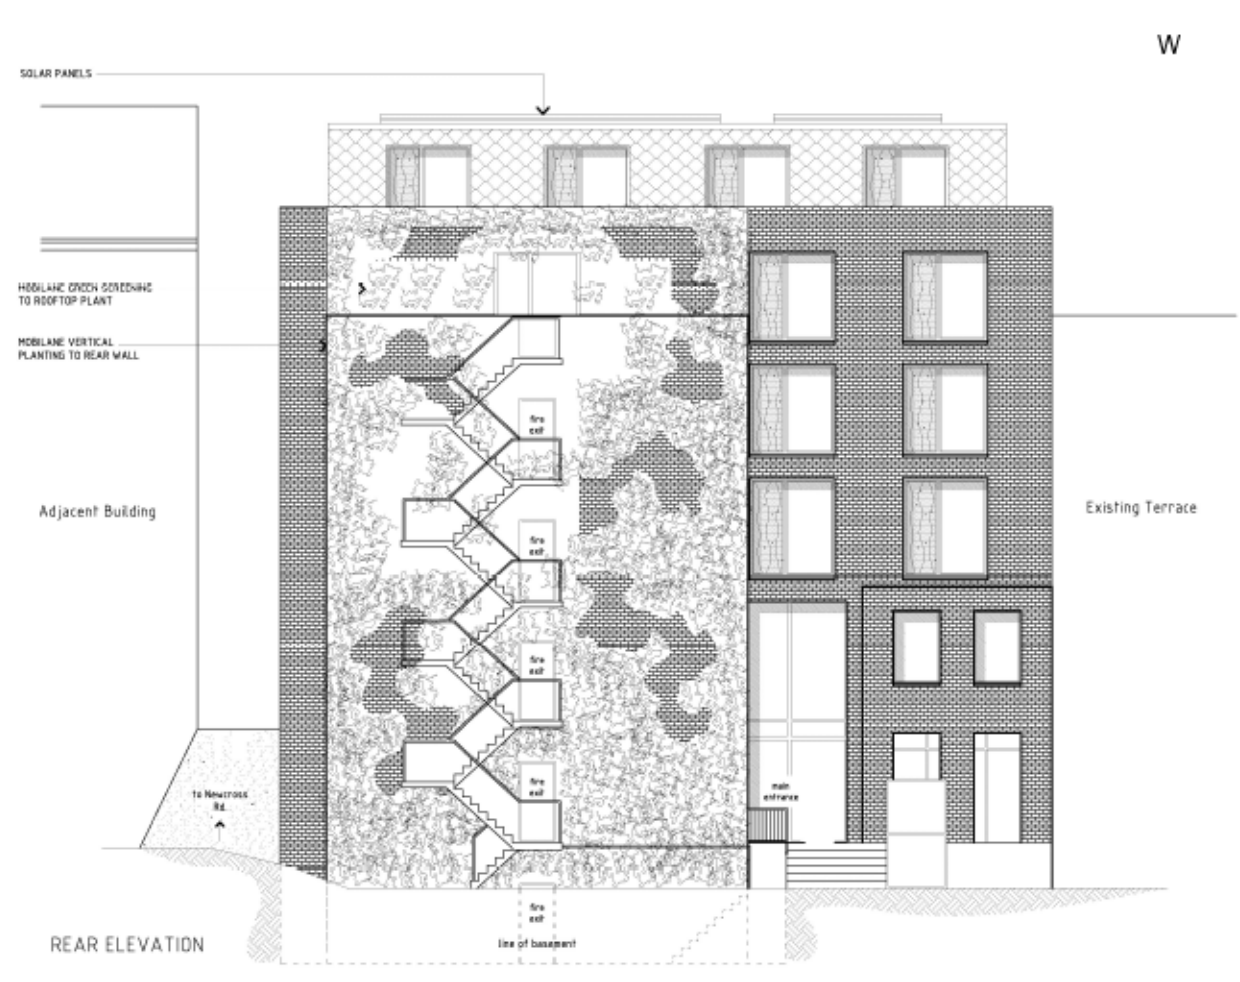 W
SOLAR PANELS
MOBILANE GREEN SCREENING
TO ROOFTOP PLANT
MOBILANE VERTICAL
PLANTING TO REAR WALL
fire
exit
Adjacent Building
Existing Terrace
fire
exit
fire
exit
fire
exit
main
entrance
to Newcross
Rd.
fire
exit
line of basement
REAR ELEVATION